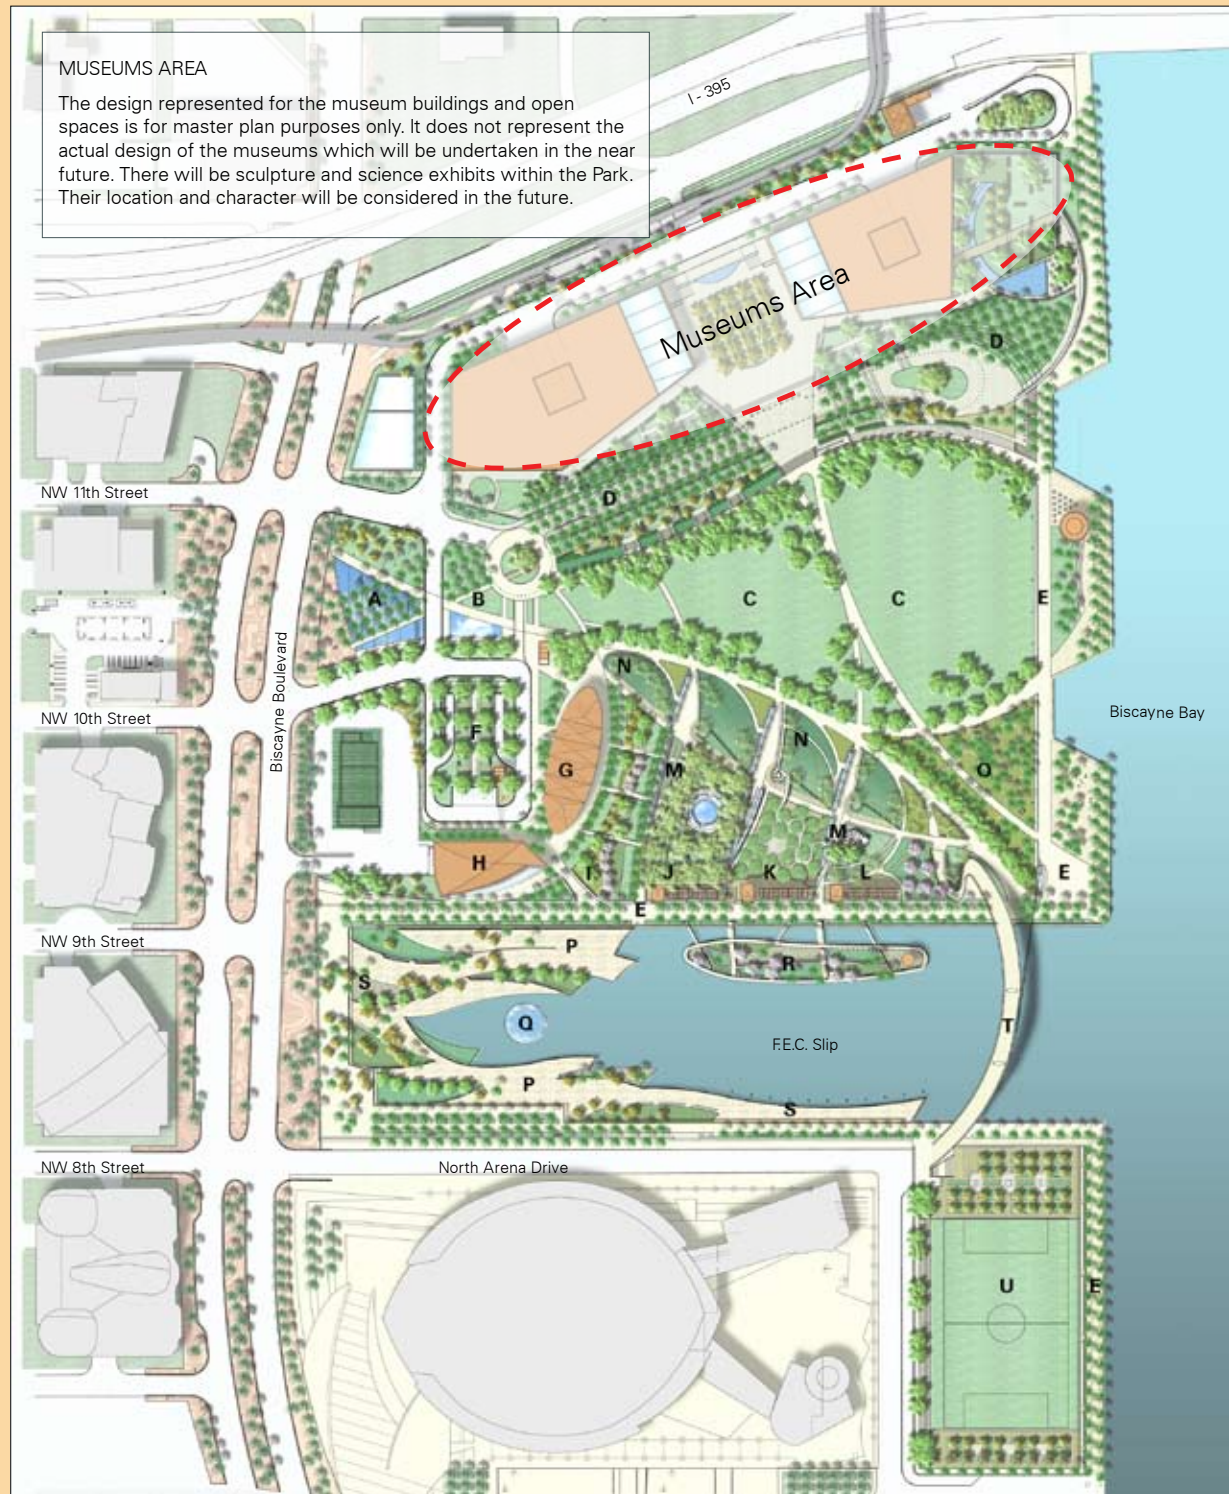 MUSEUMS AREA
The design represented for the museum buildings and open
spaces is for master plan purposes only. It does not represent the
actual design of the museums which will be undertaken in the near
future. There will be sculpture and science exhibits within the Park.
Their location and character will be considered in the future.
I - 395
Museums Area
D
NW 11th Street
D
A
B
C
C
E
Biscayne Boulevard
N
NW 10th Street
Biscayne Bay
F
N
G
M
O
M
H
I
J
K
L
E
E
NW 9th Street
P
R
S
Q
T
F.E.C. Slip
P
S
NW 8th Street
North Arena Drive
U
E